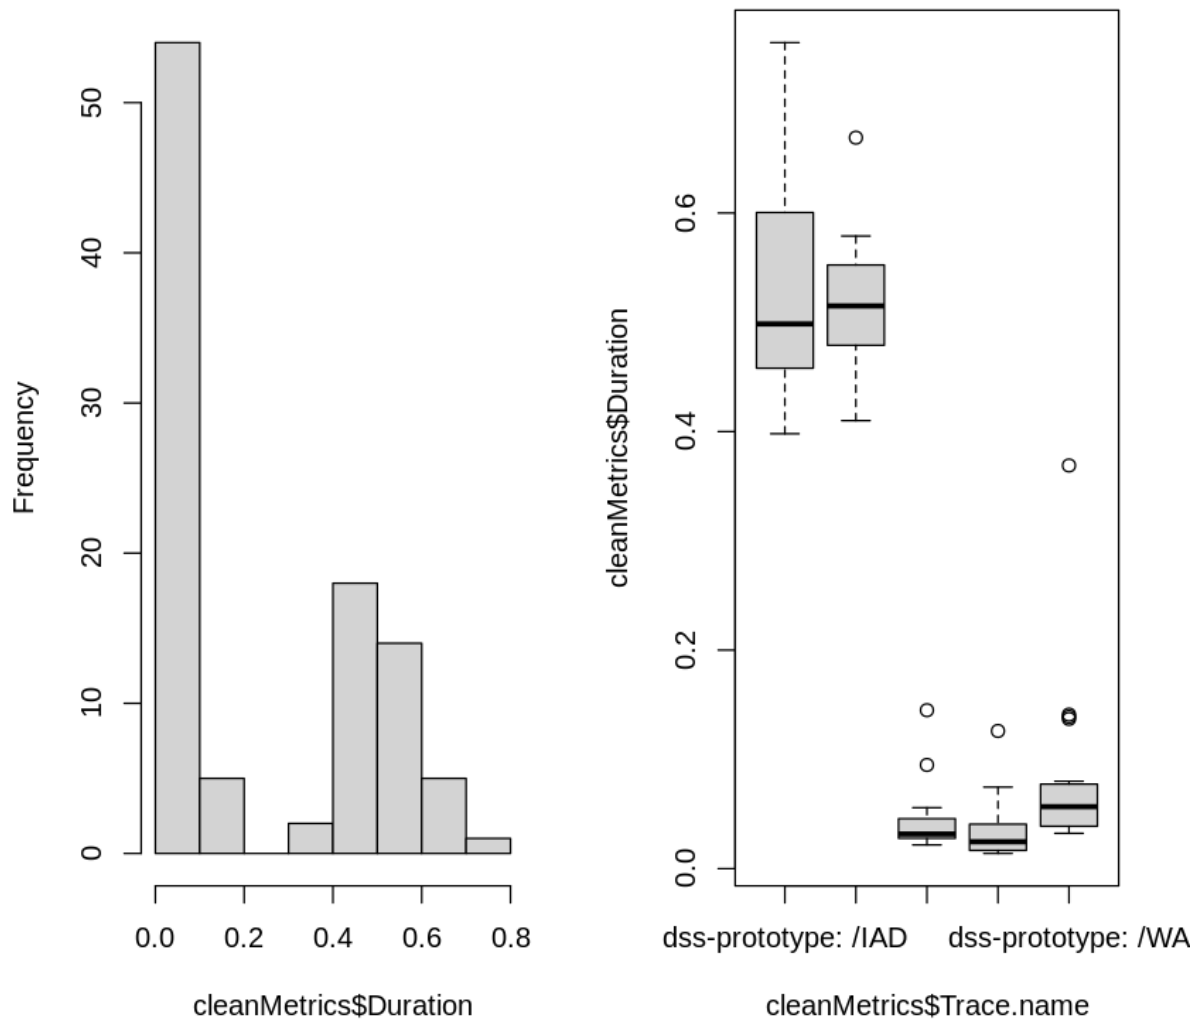 Frequency
50
40
30
20
10
0
0.0 0.2 0.4 0.6 0.8
cleanMetrics$Duration
cleanMetrics$Duration
0.6
0.4
0.2
0.0
dss-prototype: /IAD dss-prototype: /WA
cleanMetrics$Trace.name